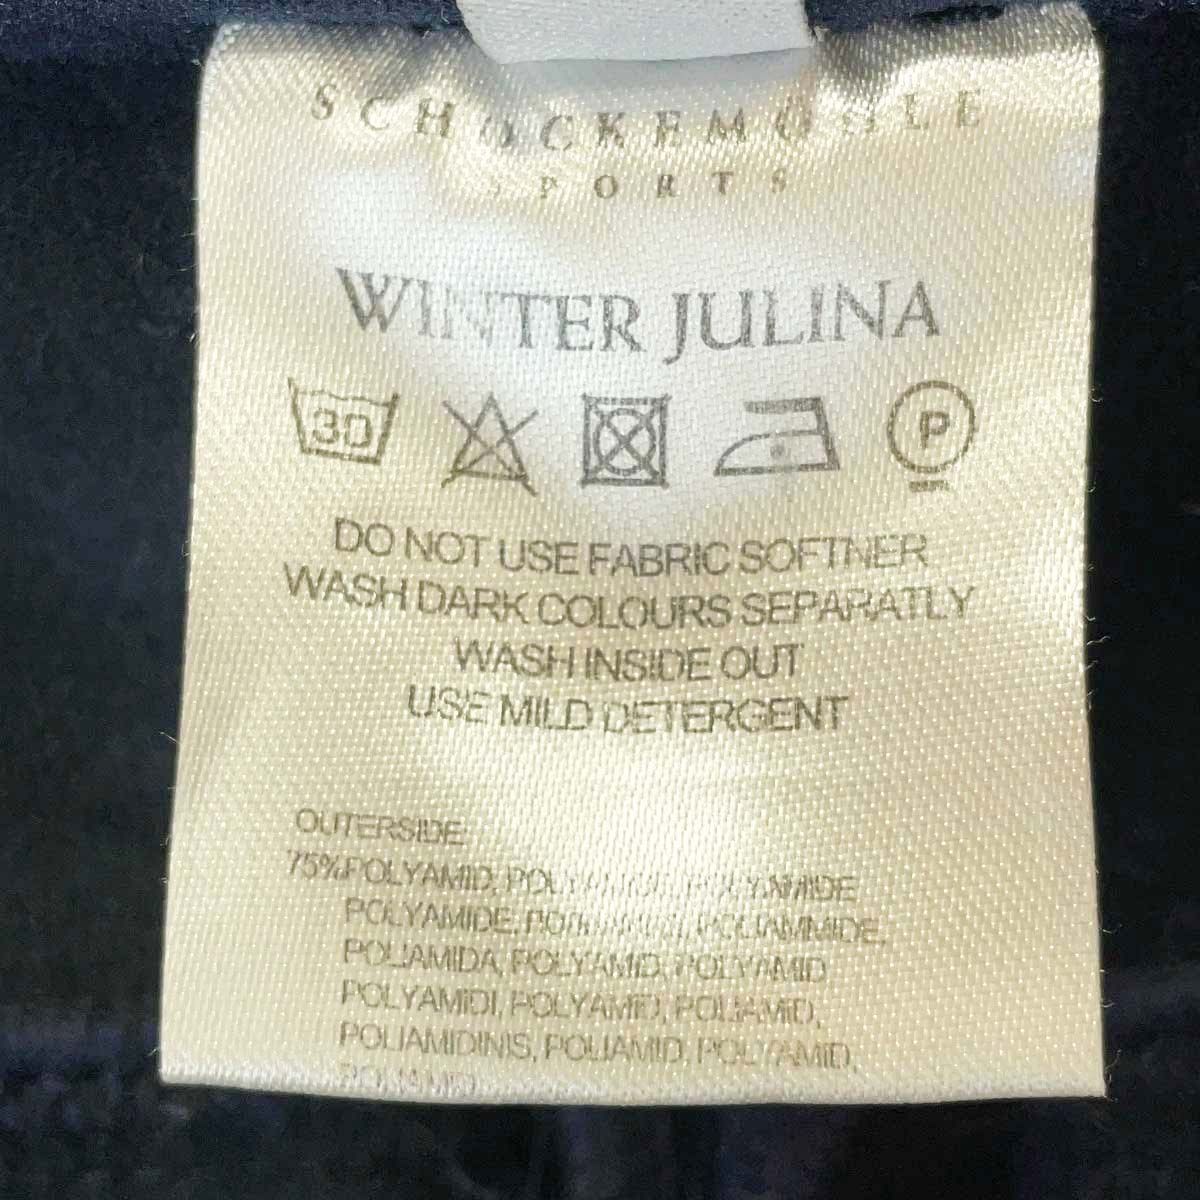 SCHOCKEMÖHLE
SPORTS
WINTER JULINA
30 P
DO NOT USE FABRIC SOFTNER
WASH DARK COLOURS SEPARATLY
WASH INSIDE OUT
USE MILD DETERGENT
OUTERSIDE:
75%POLYAMID, POLYAMIDE
POLYAMIDE, POLIAMMIDE,
POLIAMIDA, POLYAMID, POLYAMID
POLYAMIDI, POLYAMID, POLIAMID,
POLIAMIDINIS, POLIAMID, POLYAMID,
POLIAMID